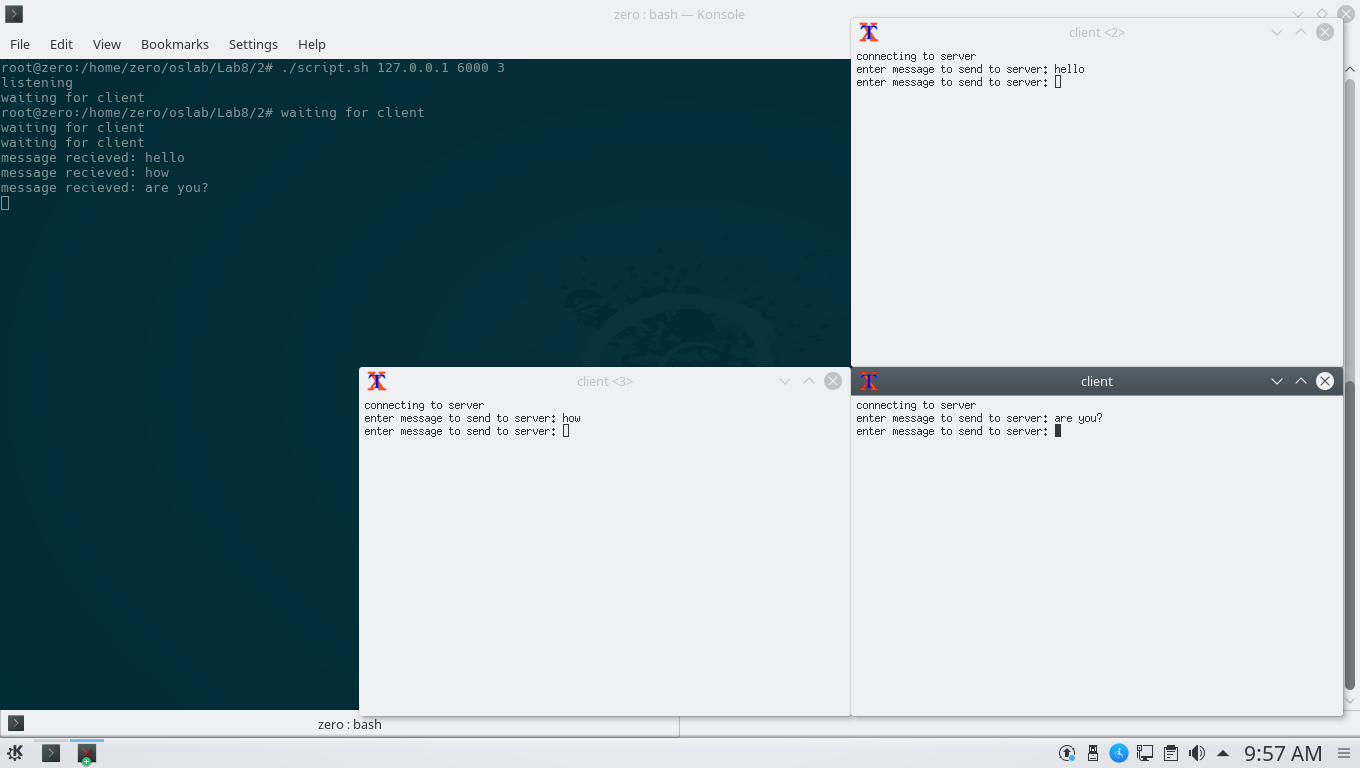 zero : bash — Konsole
File Edit View Bookmarks Settings Help
root@zero:/home/zero/oslab/Lab8/2# ./script.sh 127.0.0.1 6000 3
listening
waiting for client
root@zero:/home/zero/oslab/Lab8/2# waiting for client
waiting for client
waiting for client
message recieved: hello
message recieved: how
message recieved: are you?
client <2>
connecting to server
enter message to send to server: hello
enter message to send to server:
client <3>
connecting to server
enter message to send to server: how
enter message to send to server:
client
connecting to server
enter message to send to server: are you?
enter message to send to server:
zero : bash
9:57 AM